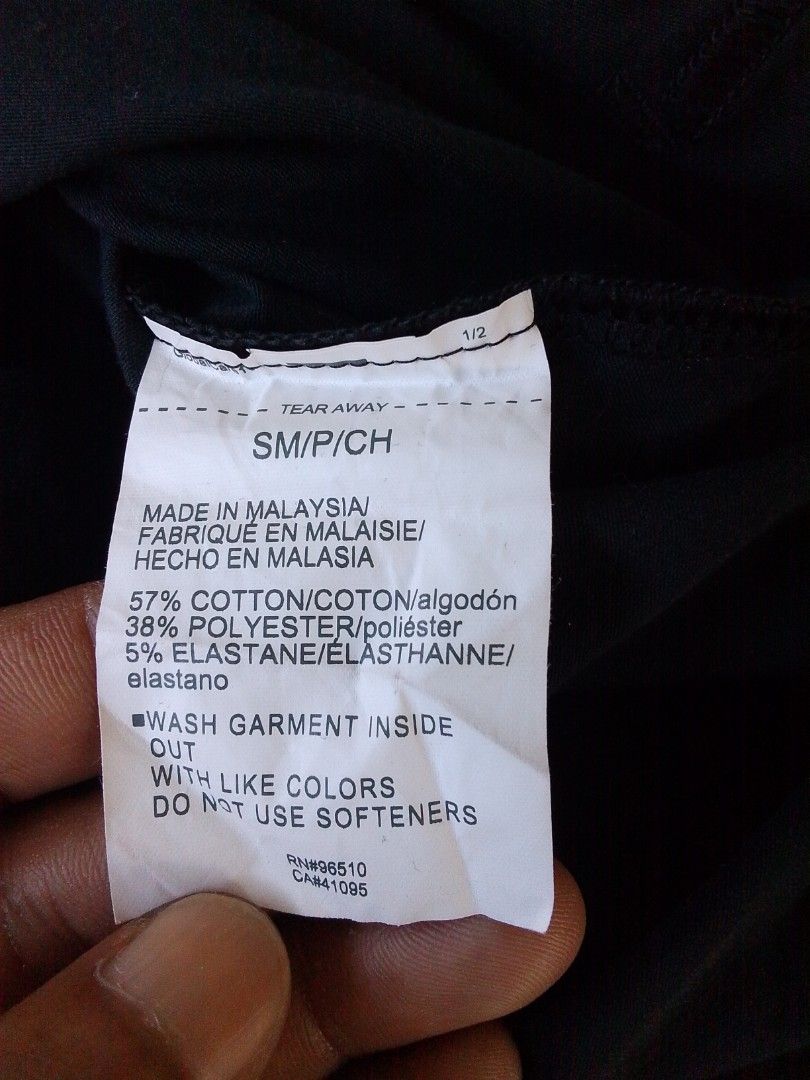 1/2
TEAR AWAY
SM/P/CH
MADE IN MALAYSIA/
FABRIQUÉ EN MALAISIE/
HECHO EN MALASIA
57% COTTON/COTON/algodón
38% POLYESTER/poliéster
5% ELASTANE/ÉLASTHANNE/
elastano
■WASH GARMENT INSIDE
OUT
WITH LIKE COLORS
DO NOT USE SOFTENERS
RN#96510
CA#41095